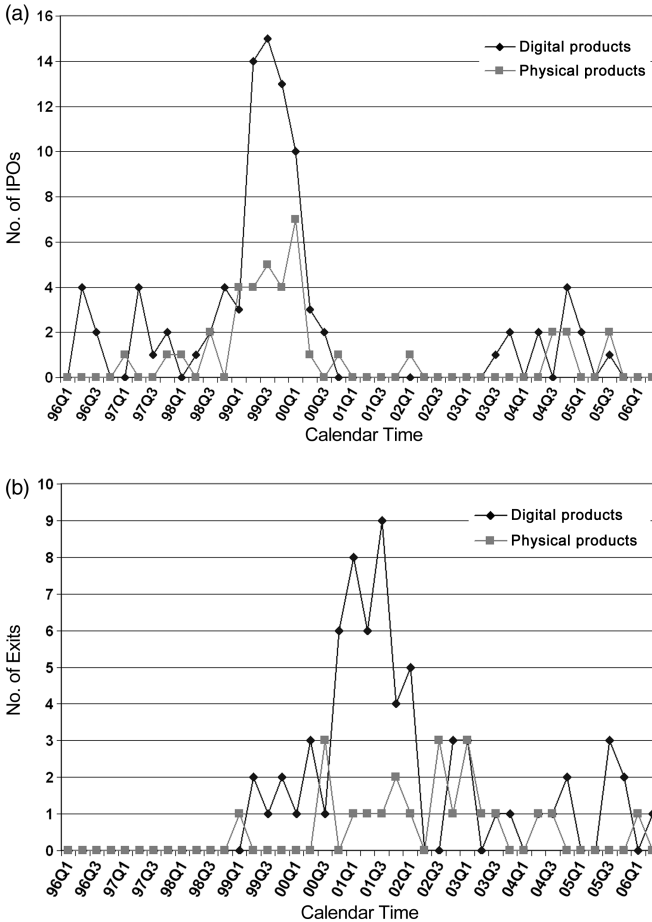 (a)
16
14
12
10
8
6
4
2
0
No. of IPOs
Digital products
Physical products
96Q1 96Q3 97Q1 97Q3 98Q1 98Q3 99Q1 99Q3 00Q1 00Q3 01Q1 01Q3 02Q1 02Q3 03Q1 03Q3 04Q1 04Q3 05Q1 05Q3 06Q1
Calendar Time
(b)
10
9
8
7
6
5
4
3
2
1
0
No. of Exits
Digital products
Physical products
96Q1 96Q3 97Q1 97Q3 98Q1 98Q3 99Q1 99Q3 00Q1 00Q3 01Q1 01Q3 02Q1 02Q3 03Q1 03Q3 04Q1 04Q3 05Q1 05Q3 06Q1
Calendar Time